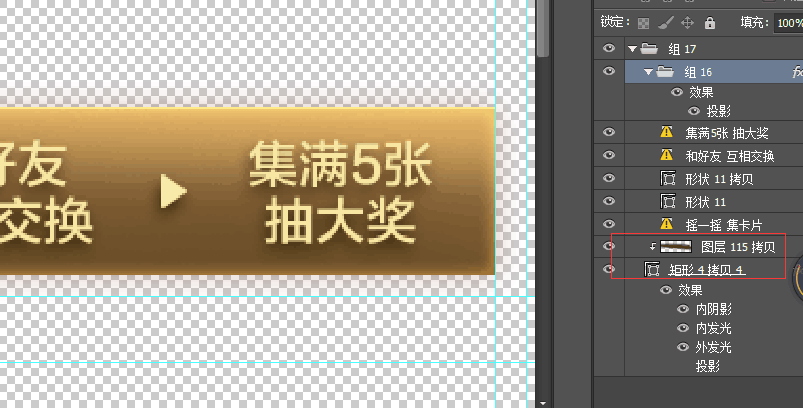 好友
交换
集满5张
抽大奖
锁定:
填充: 100%
组 17
组 16
fx
效果
投影
集满5张 抽大奖
和好友 互相交换
形状 11 拷贝
形状 11
摇一摇 集卡片
图层 115 拷贝
矩形 4 拷贝 4
效果
内阴影
内发光
外发光
投影